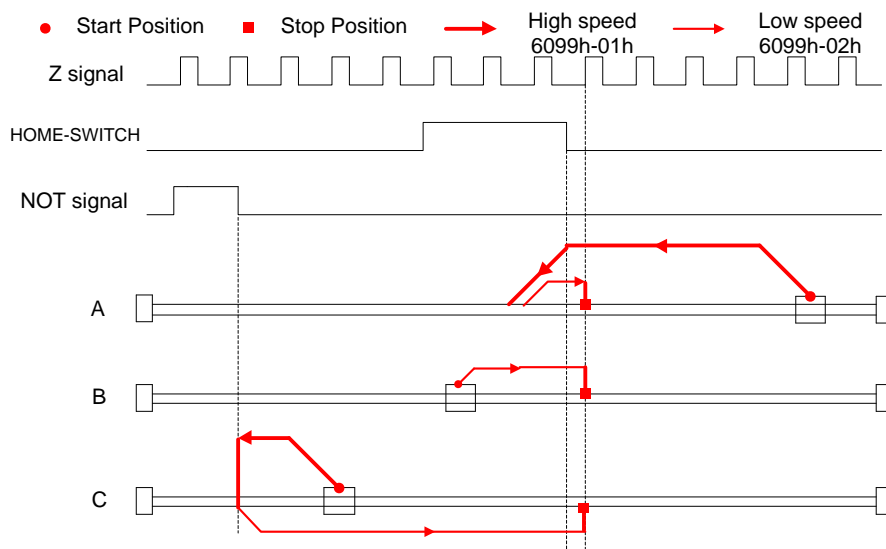 Start Position Stop Position High speed Low speed
6099h-01h 6099h-02h
Z signal
HOME-SWITCH
NOT signal
A
B
C